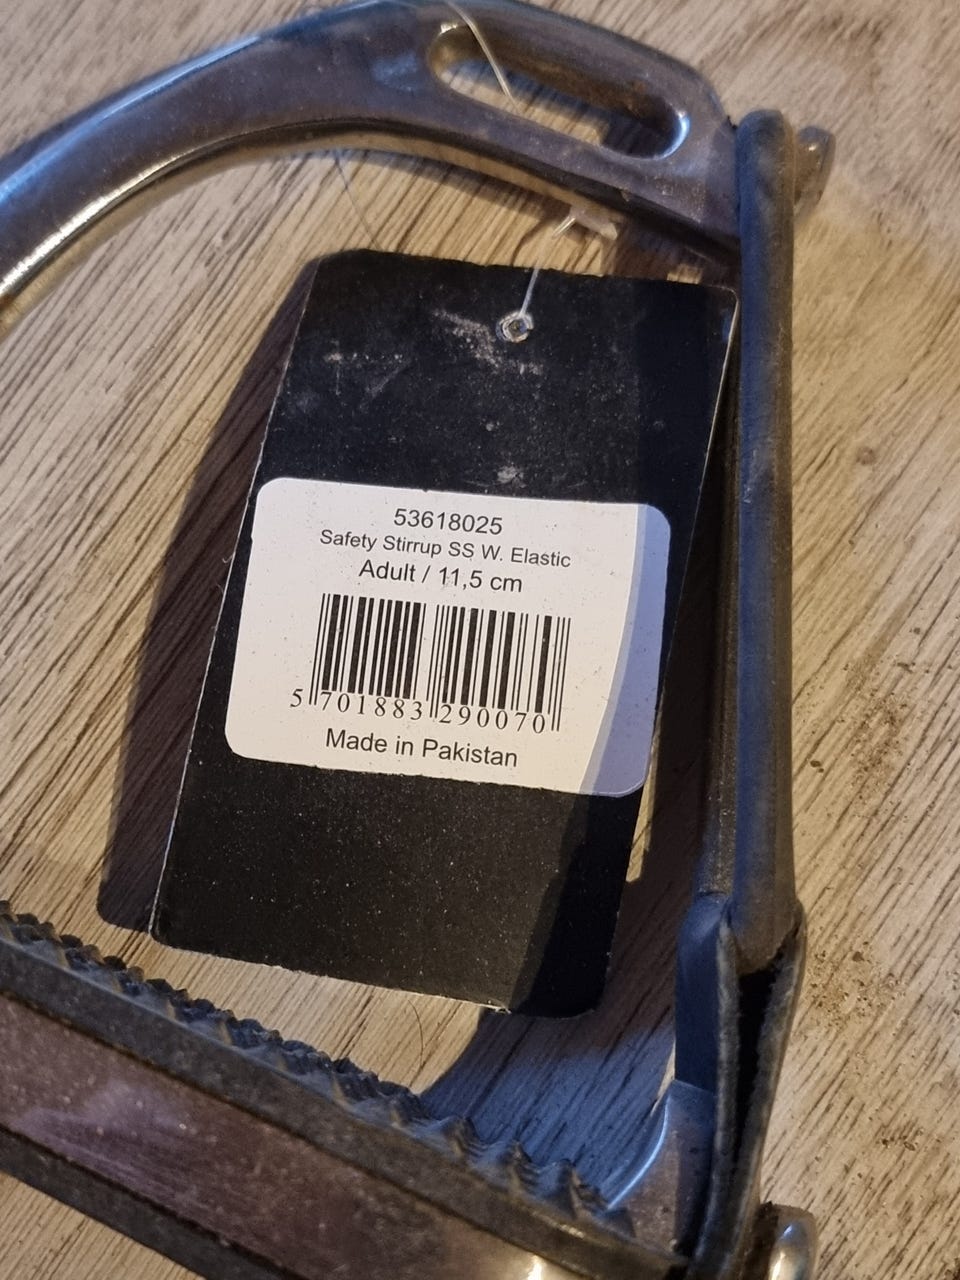 53618025
Safety Stirrup SS W. Elastic
Adult / 11,5 cm
5 701883 290070
Made in Pakistan